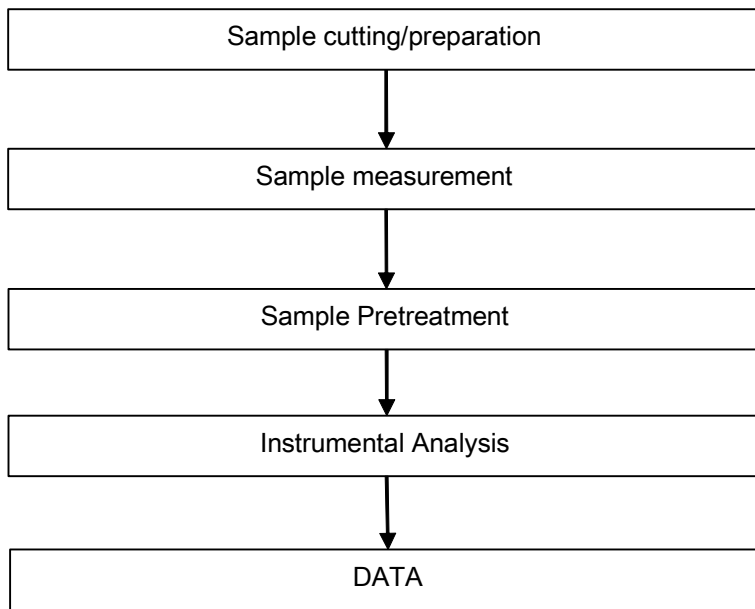 Sample cutting/preparation
Sample measurement
Sample Pretreatment
Instrumental Analysis
DATA